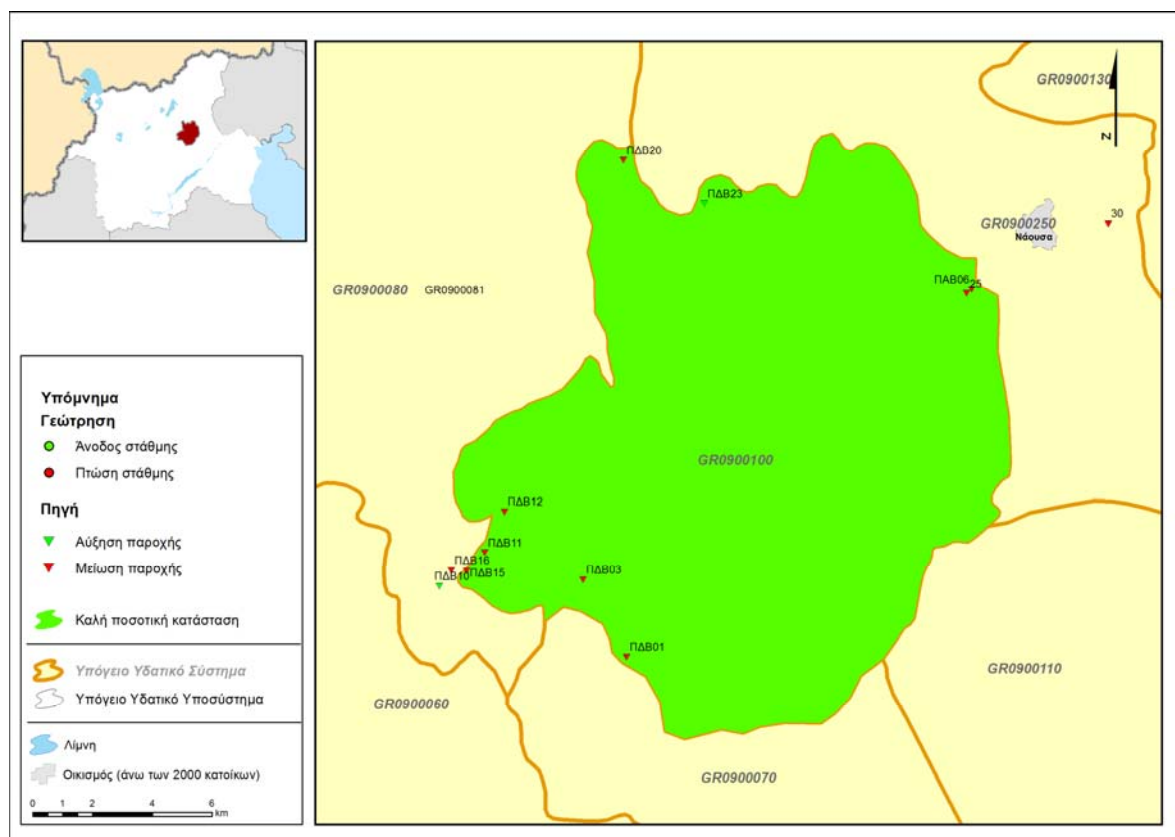 GR0900130
N
ΠΔΒ20
ΠΔΒ23
30
GR0900250
Νάουσα
ΠΑΒ06
25
GR0900080
GR0900081
GR0900100
ΠΔΒ12
ΠΔΒ11
ΠΔΒ16
ΠΔΒ10
ΠΔΒ15
ΠΔΒ03
ΠΔΒ01
GR0900110
GR0900060
GR0900070
Υπόμνημα
Γεώτρηση
Άνοδος στάθμης
Πτώση στάθμης
Πηγή
Αύξηση παροχής
Μείωση παροχής
Καλή ποσοτική κατάσταση
Υπόγειο Υδατικό Σύστημα
Υπόγειο Υδατικό Υποσύστημα
Λίμνη
Οικισμός (άνω των 2000 κατοίκων)
0 1 2 4 6
km